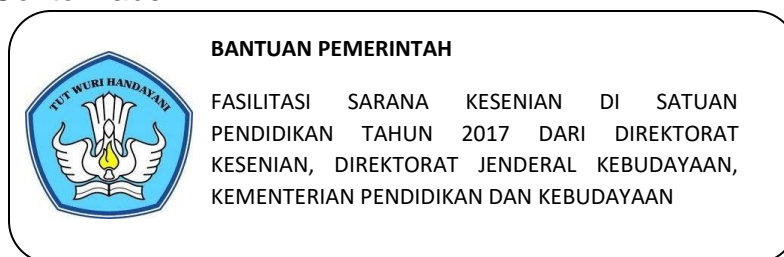 BANTUAN PEMERINTAH
TUT WURI HANDAYANI
FASILITASI SARANA KESENIAN DI SATUAN
PENDIDIKAN TAHUN 2017 DARI DIREKTORAT
KESENIAN, DIREKTORAT JENDERAL KEBUDAYAAN,
KEMENTERIAN PENDIDIKAN DAN KEBUDAYAAN